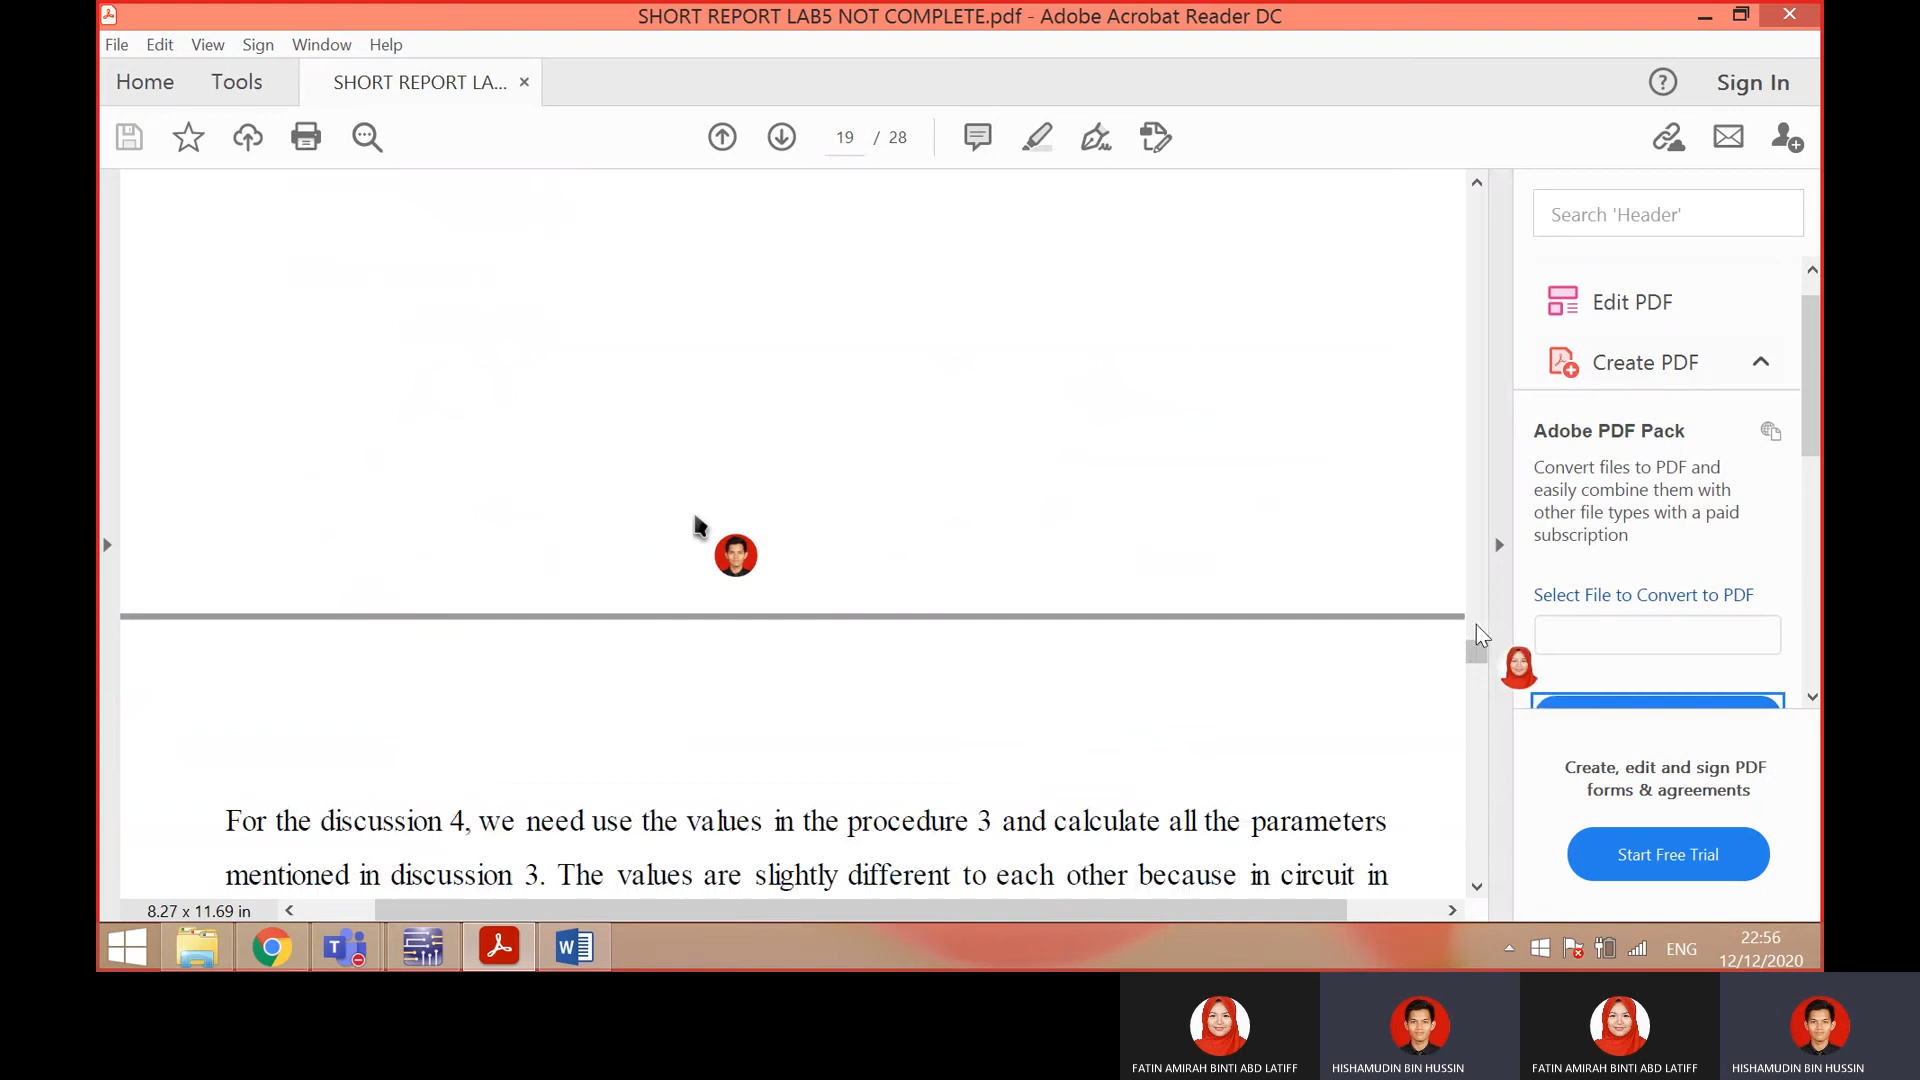 SHORT REPORT LAB5 NOT COMPLETE.pdf - Adobe Acrobat Reader DC
File Edit View Sign Window Help
Home Tools SHORT REPORT LA... × Sign In
19 / 28
Search 'Header'
Edit PDF
Create PDF
Adobe PDF Pack
Convert files to PDF and
easily combine them with
other file types with a paid
subscription
Select File to Convert to PDF
Create, edit and sign PDF
forms & agreements
Start Free Trial
For the discussion 4, we need use the values in the procedure 3 and calculate all the parameters
mentioned in discussion 3. The values are slightly different to each other because in circuit in
8.27 x 11.69 in
ENG
22:56
12/12/2020
FATIN AMIRAH BINTI ABD LATIFF HISHAMUDIN BIN HUSSIN FATIN AMIRAH BINTI ABD LATIFF HISHAMUDIN BIN HUSSIN